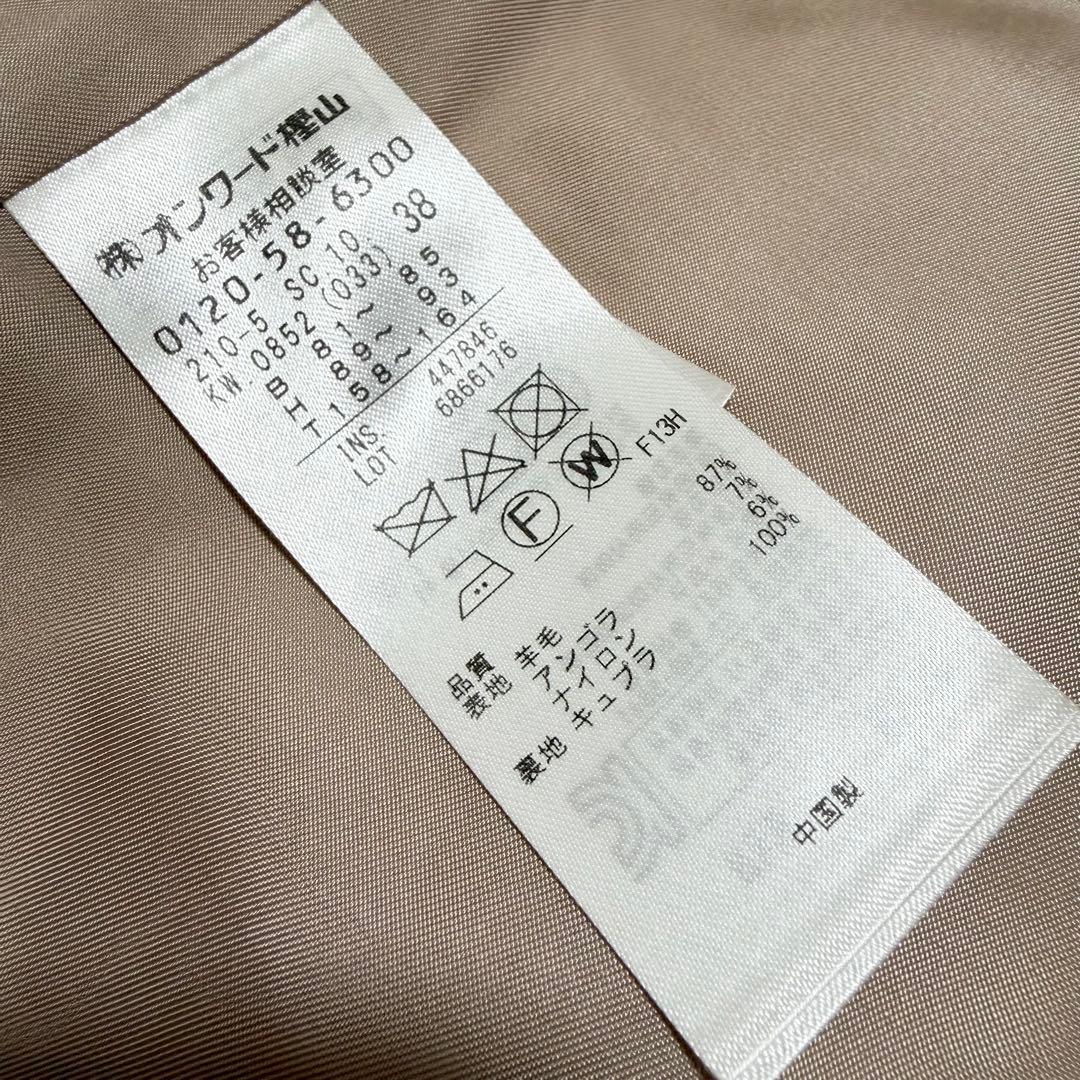 ㈱オンワード樫山
お客様相談室
0120-58-6300
210-5 SC 10 38
KW. 0852 (033)
B 81~ 85
H 89~ 93
T 158~164
INS. 447846
LOT 6866176
W F13H
F
品質
表地 羊毛 87%
アンゴラ 7%
ナイロン 6%
裏地 キュプラ 100%
中国製